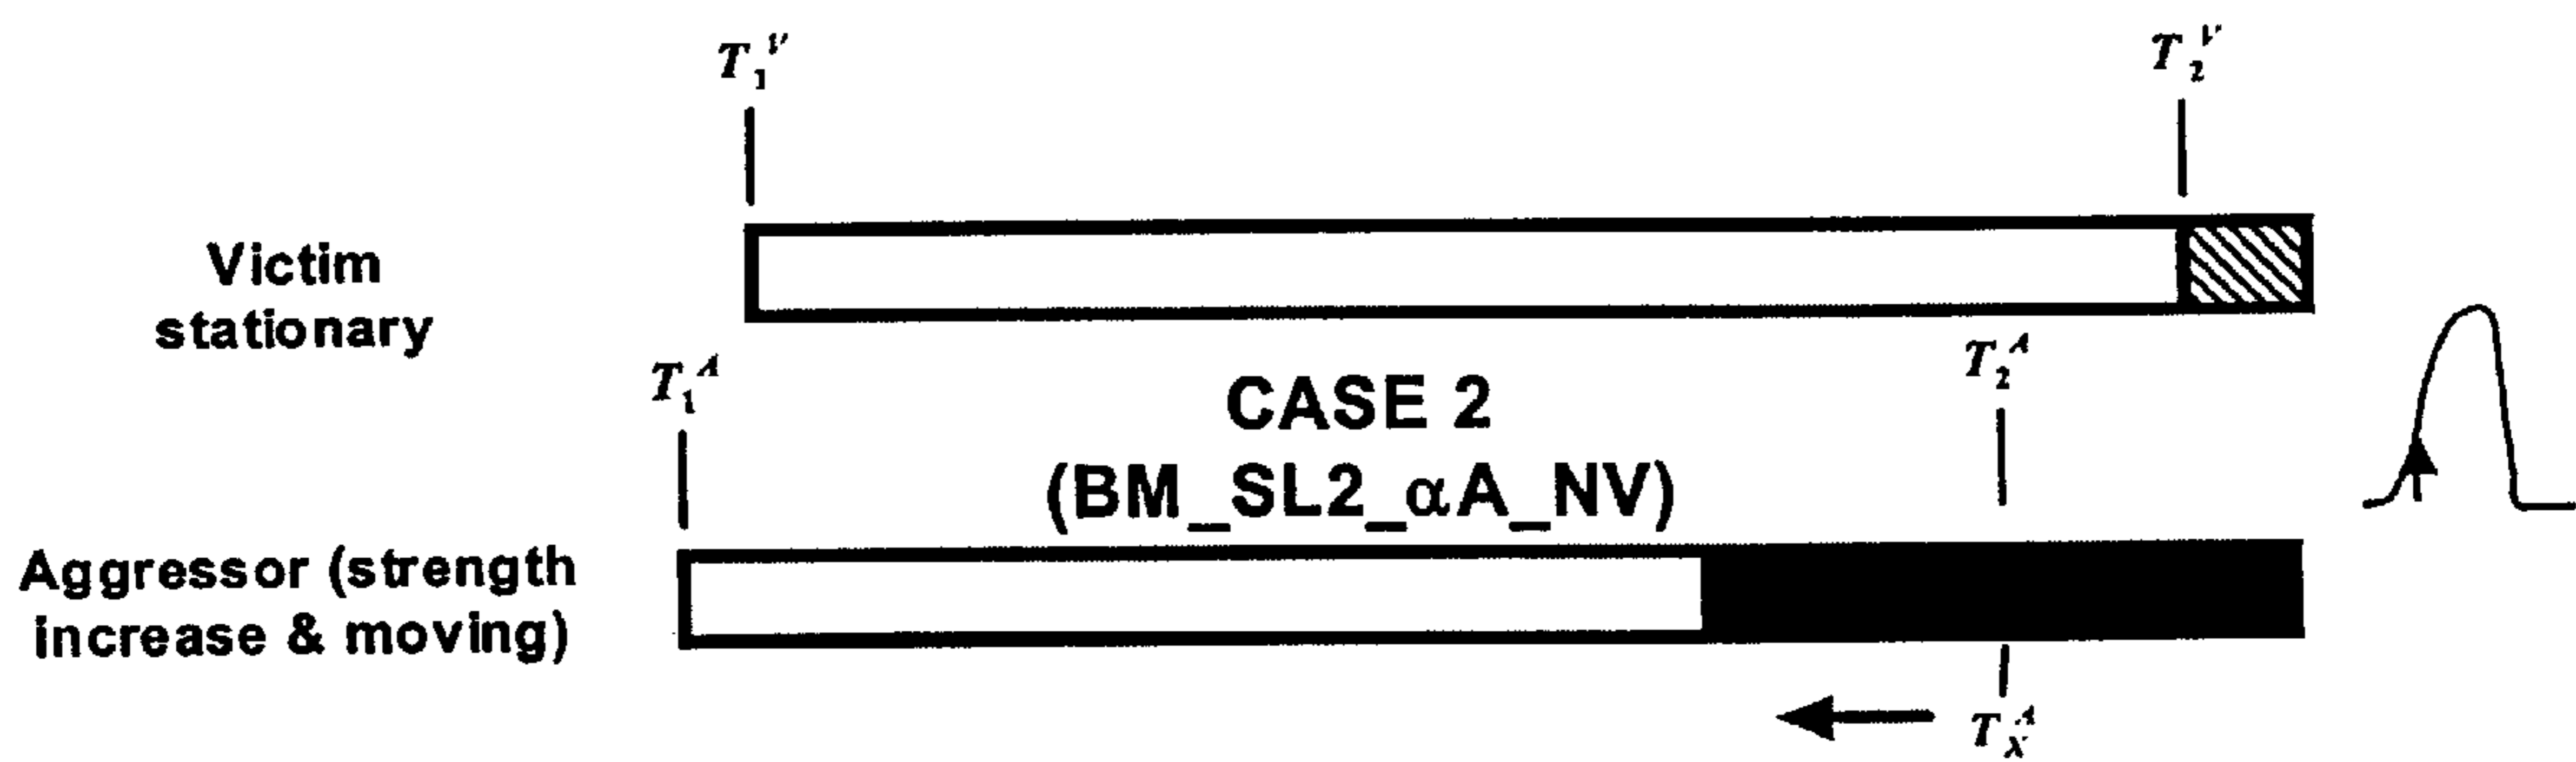 T₁ⱽ T₂ⱽ
Victim
stationary
T₁ᴬ T₂ᴬ
CASE 2
(BM_SL2_αA_NV)
Aggressor (strength
increase & moving)
Tₓᴬ